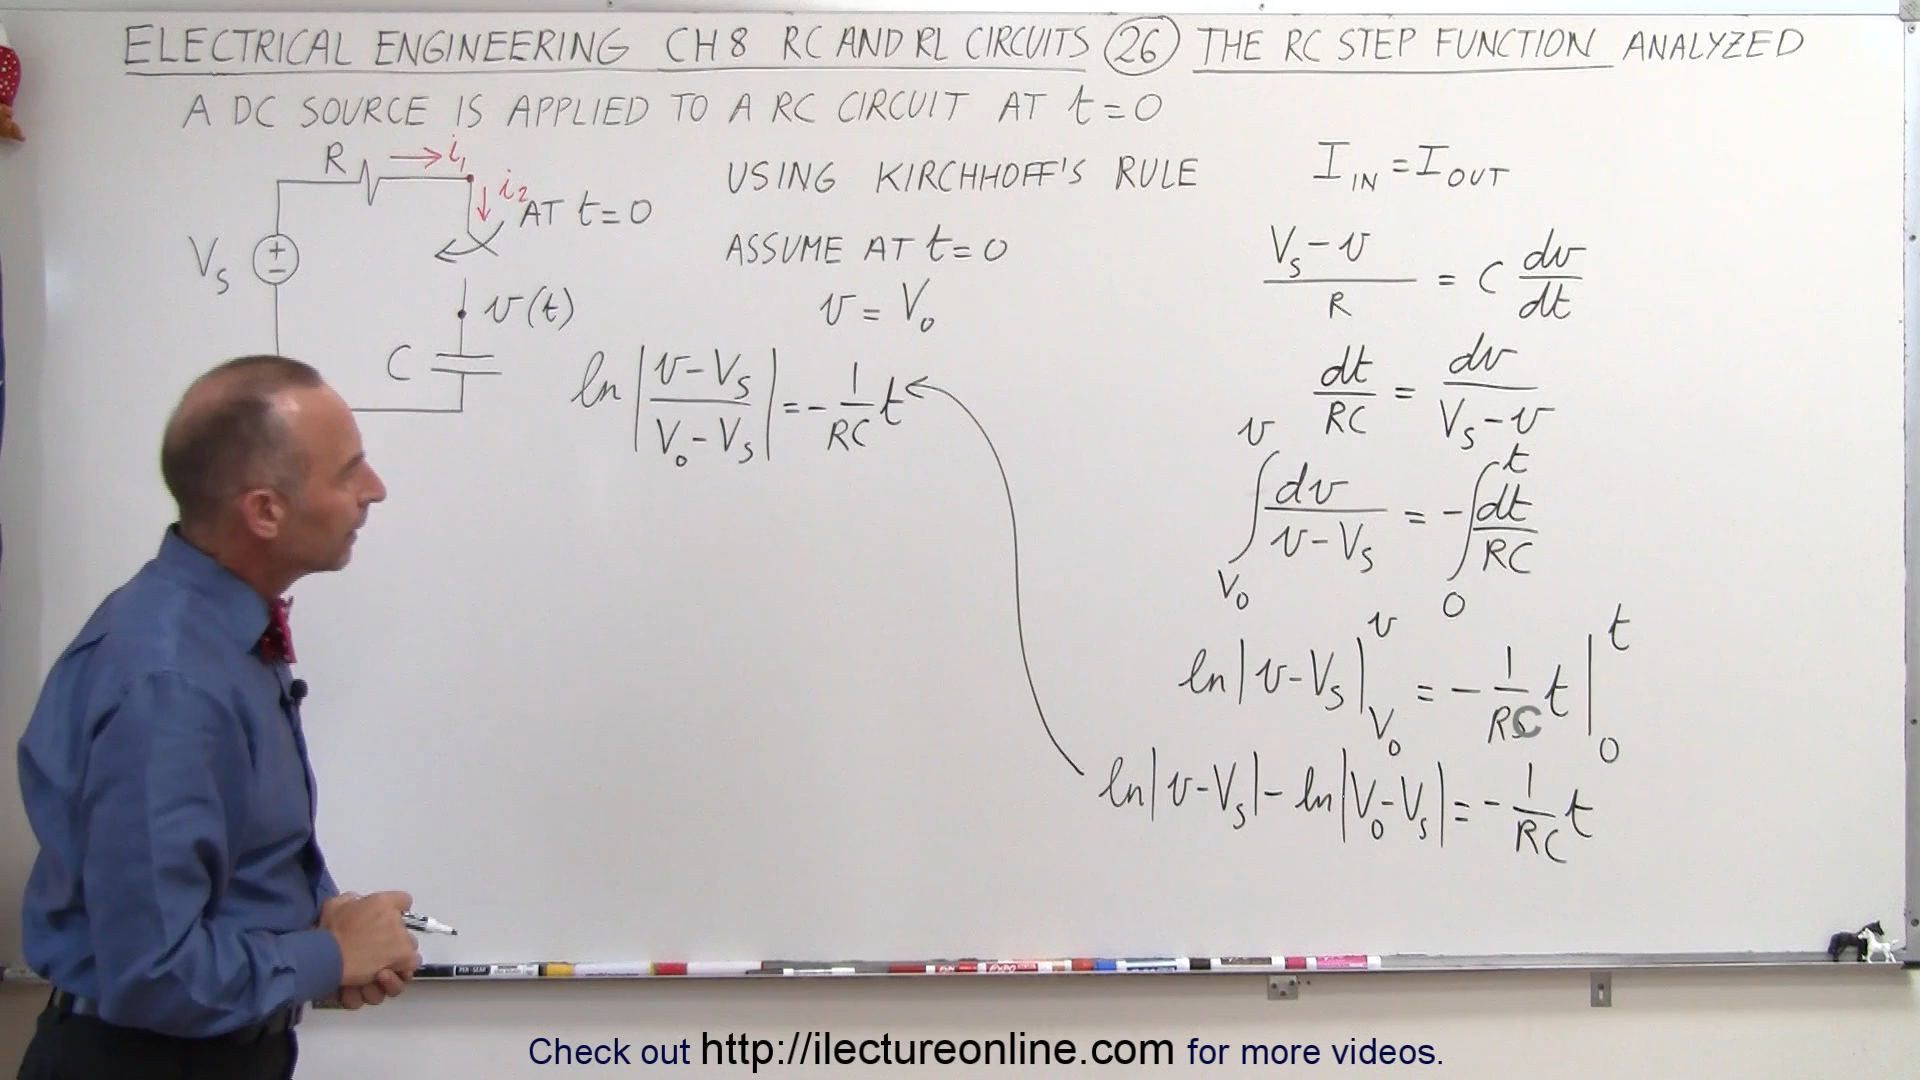 ELECTRICAL ENGINEERING CH 8 RC AND RL CIRCUITS 26 THE RC STEP FUNCTION ANALYZED
A DC SOURCE IS APPLIED TO A RC CIRCUIT AT t=0
R
i₁
i₂
AT t=0
V_S
+
−
v(t)
C
USING KIRCHHOFF'S RULE
ASSUME AT t=0
v = V₀
ln |(v-V_S)/(V₀-V_S)| = - 1/RC t
I_IN = I_OUT
(V_S - v)/R = C dv/dt
dt/RC = dv/(V_S - v)
∫_{V₀}^{v} dv/(v-V_S) = - ∫_0^t dt/RC
ln|v-V_S| |_{V₀}^{v} = - 1/RC t |_0^t
ln|v-V_S| - ln|V₀-V_S| = - 1/RC t
EXPO
Check out http://ilectureonline.com for more videos.